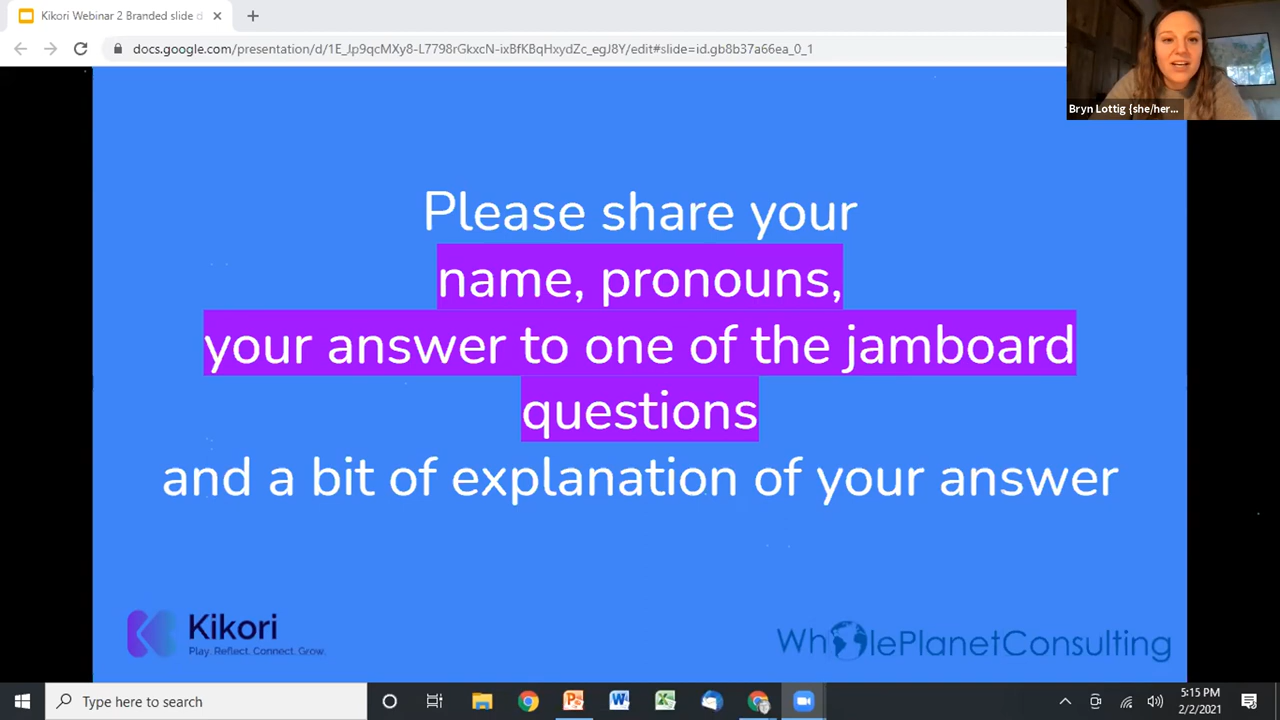 Kikori Webinar 2 Branded slide d
docs.google.com/presentation/d/1E_Jp9qcMXy8-L7798rGkxcN-ixBfKBqHxydZc_egJ8Y/edit#slide=id.gb8b37a66ea_0_1
Bryn Lottig {she/her...
Please share your
name, pronouns,
your answer to one of the jamboard
questions
and a bit of explanation of your answer
Kikori
Play. Reflect. Connect. Grow.
WholePlanetConsulting
Type here to search
5:15 PM
2/2/2021